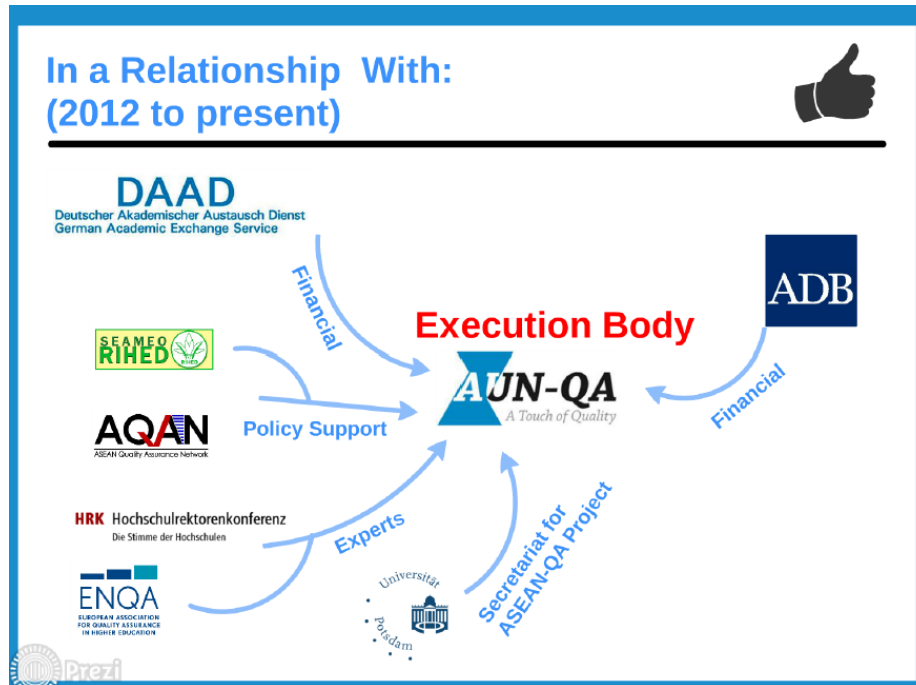 In a Relationship With:
(2012 to present)
DAAD
Deutscher Akademischer Austausch Dienst
German Academic Exchange Service
Financial
ADB
Financial
Execution Body
AUN-QA
A Touch of Quality
SEAMEO
RIHED
RIHED
AQAN
ASEAN Quality Assurance Network
Policy Support
HRK Hochschulrektorenkonferenz
Die Stimme der Hochschulen
Experts
ENQA
EUROPEAN ASSOCIATION
FOR QUALITY ASSURANCE
IN HIGHER EDUCATION
Universität
Potsdam
Secretariat for
ASEAN-QA Project
Prezi